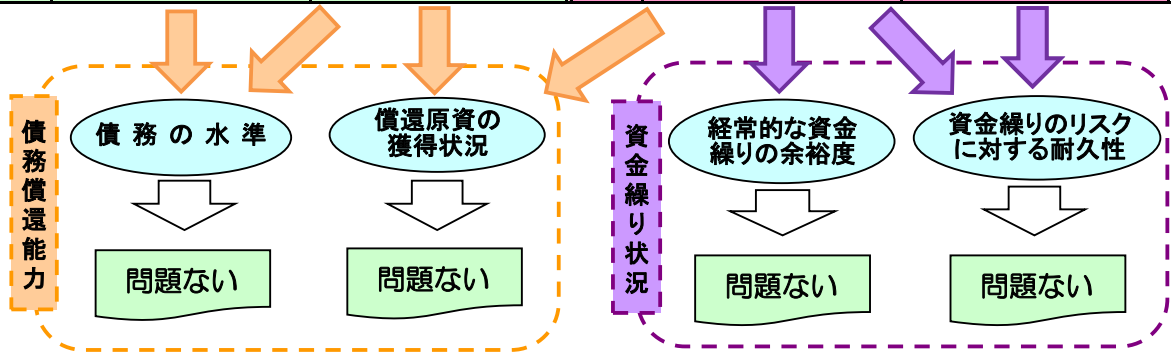 債務償還能力
債 務 の 水 準
償還原資の
獲得状況
問題ない
問題ない
資金繰り状況
経常的な資金
繰りの余裕度
資金繰りのリスク
に対する耐久性
問題ない
問題ない